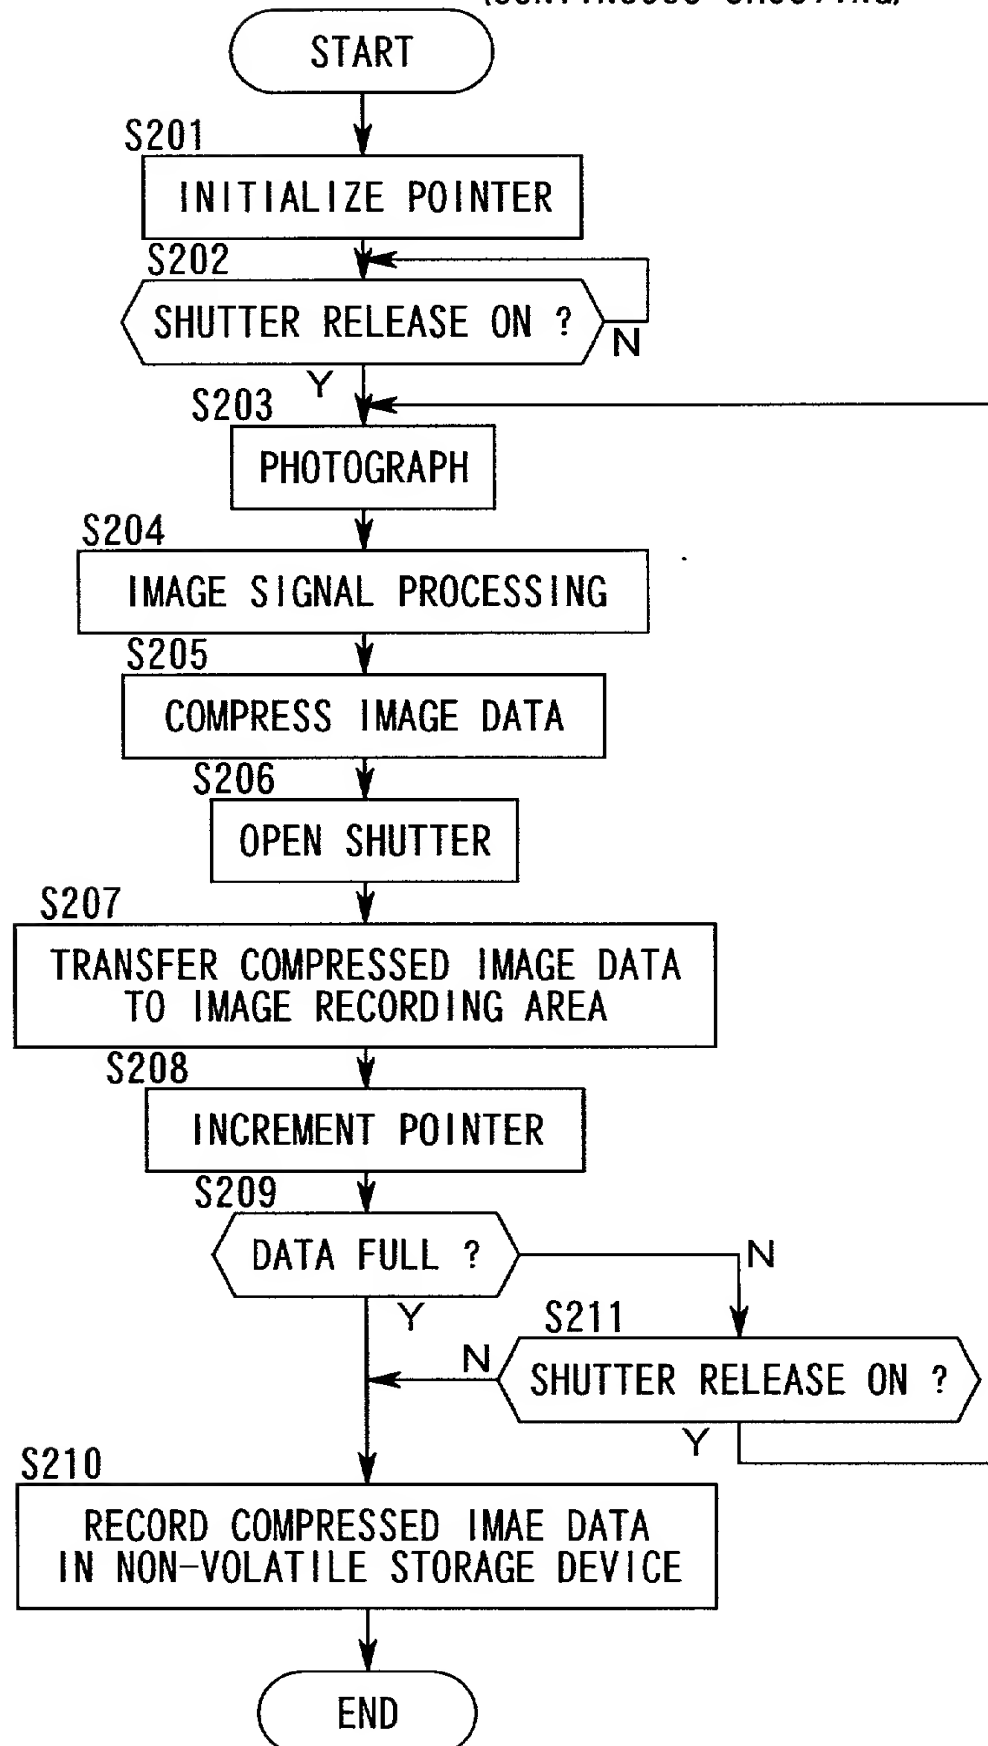 (CONTINUOUS SHOOTING)
START
S201
INITIALIZE POINTER
S202
SHUTTER RELEASE ON ?
N
Y
S203
PHOTOGRAPH
S204
IMAGE SIGNAL PROCESSING
S205
COMPRESS IMAGE DATA
S206
OPEN SHUTTER
S207
TRANSFER COMPRESSED IMAGE DATA
TO IMAGE RECORDING AREA
S208
INCREMENT POINTER
S209
DATA FULL ?
N
Y
S211
N
SHUTTER RELEASE ON ?
Y
S210
RECORD COMPRESSED IMAE DATA
IN NON-VOLATILE STORAGE DEVICE
END